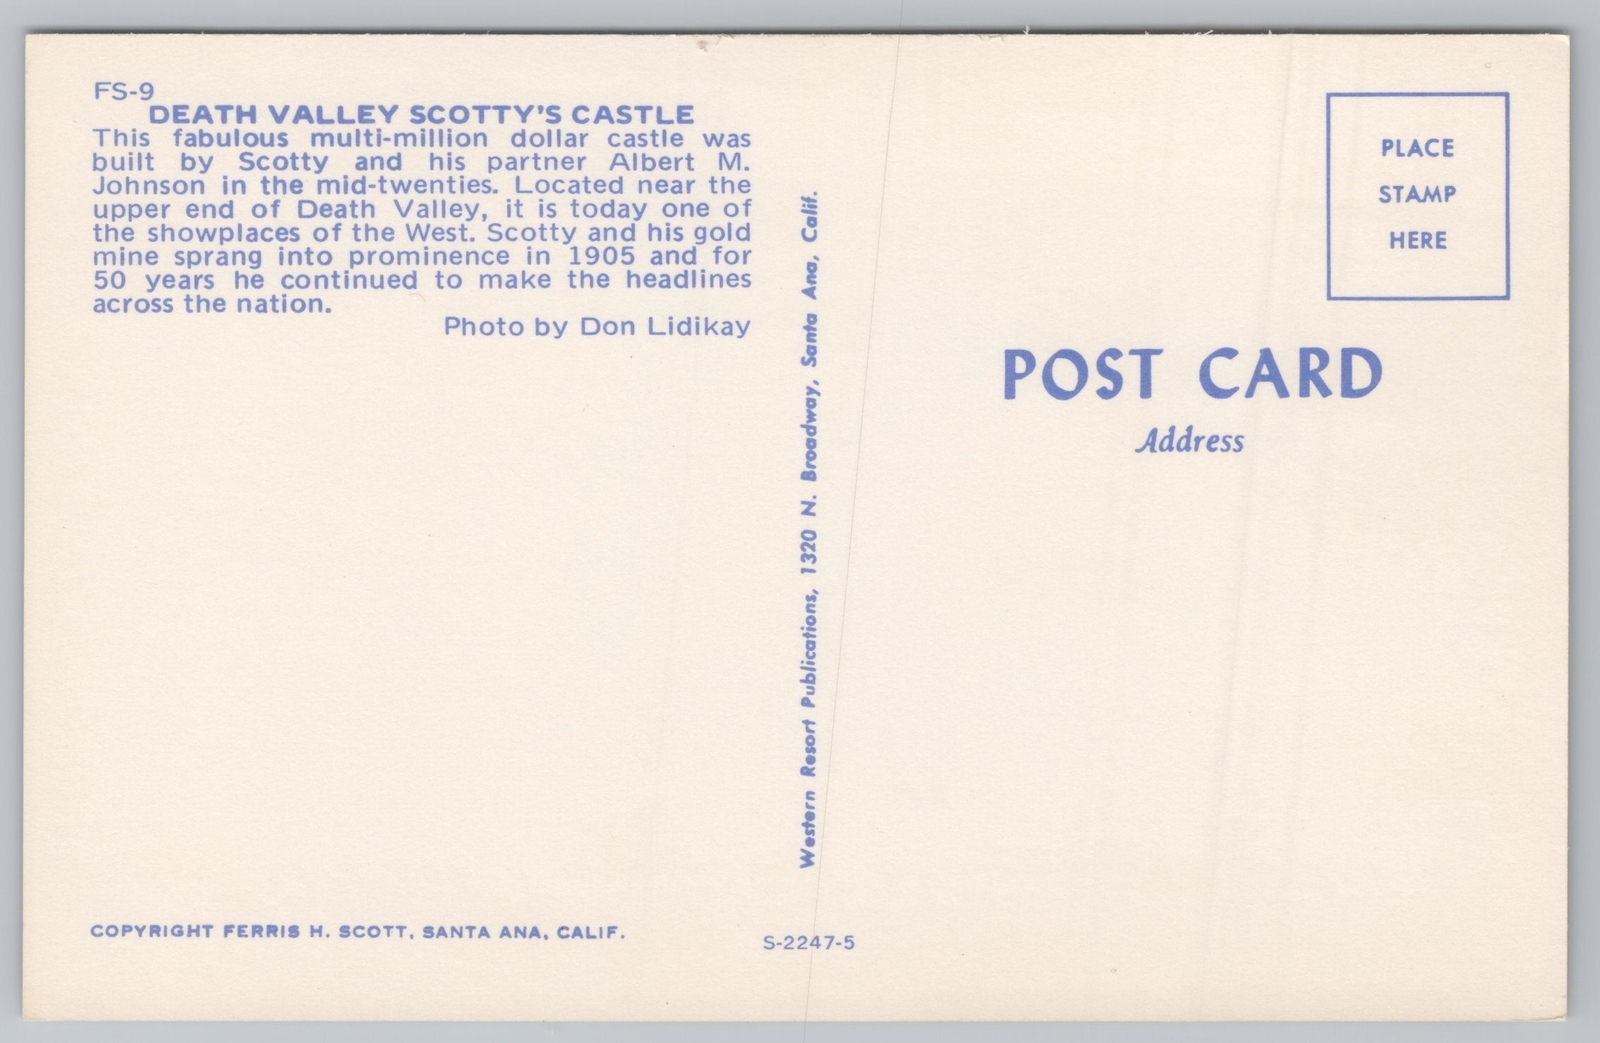 FS-9
DEATH VALLEY SCOTTY'S CASTLE
This fabulous multi-million dollar castle was
built by Scotty and his partner Albert M.
Johnson in the mid-twenties. Located near the
upper end of Death Valley, it is today one of
the showplaces of the West. Scotty and his gold
mine sprang into prominence in 1905 and for
50 years he continued to make the headlines
across the nation.
Photo by Don Lidikay
COPYRIGHT FERRIS H. SCOTT, SANTA ANA, CALIF.
Western Resort Publications, 1320 N. Broadway, Santa Ana, Calif.
S-2247-5
PLACE
STAMP
HERE
POST CARD
Address